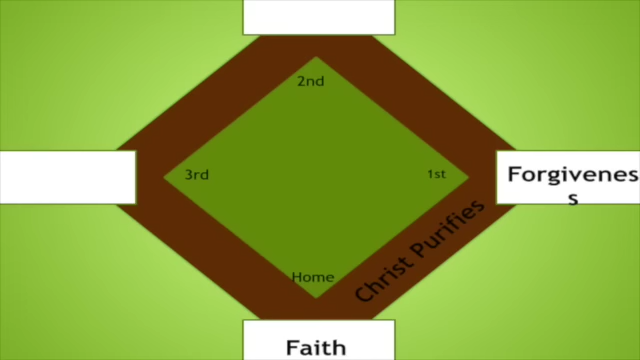 2nd
3rd
1st
Forgivenes
s
Christ Purifies
Home
Faith